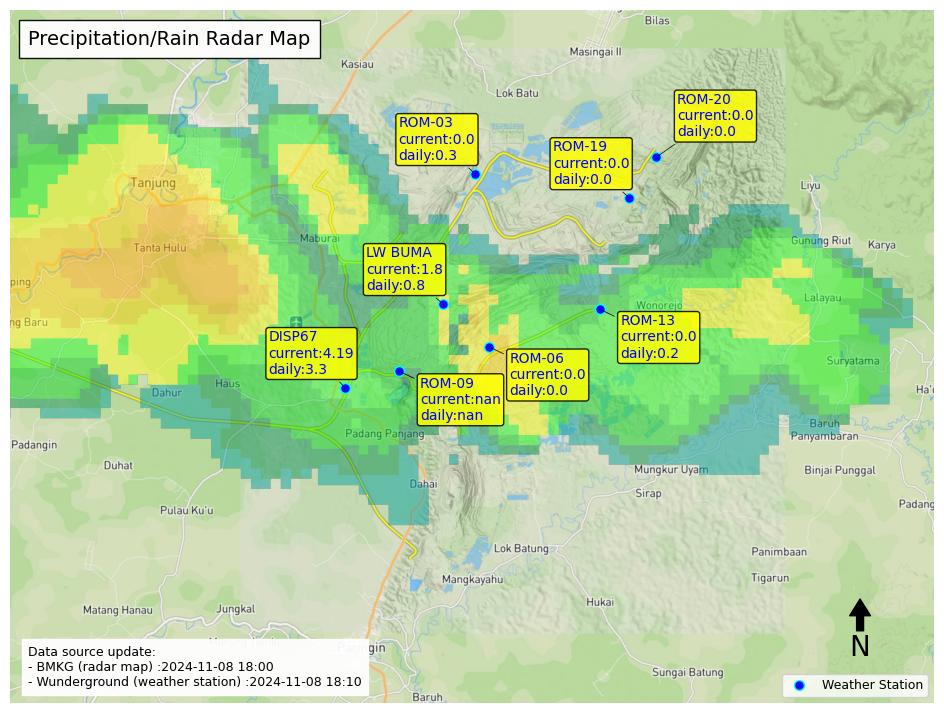 Precipitation/Rain Radar Map
Bilas
Masingai II
Kasiau
Lok Batu
ROM-20
current:0.0
daily:0.0
ROM-03
current:0.0
daily:0.3
ROM-19
current:0.0
daily:0.0
Tanjung
Liyu
Maburai
Tanta Hulu
Gunung Riut
Karya
LW BUMA
current:1.8
daily:0.8
ping
Lalayau
Wonorejo
ng Baru
ROM-13
current:0.0
daily:0.2
DISP67
current:4.19
daily:3.3
ROM-06
current:0.0
daily:0.0
Suryatama
Haus
Dahur
ROM-09
current:nan
daily:nan
Baruh
Panyambaran
Padang Panjang
Padangin
Duhat
Mungkur Uyam
Binjai Punggal
Dahai
Sirap
Padang
Pulau Ku'u
Lok Batung
Panimbaan
Mangkayahu
Tigarun
Hukai
Matang Hanau
Jungkal
N
Data source update:
- BMKG (radar map) :2024-11-08 18:00
- Wunderground (weather station) :2024-11-08 18:10
Sungai Batung
Weather Station
Baruh